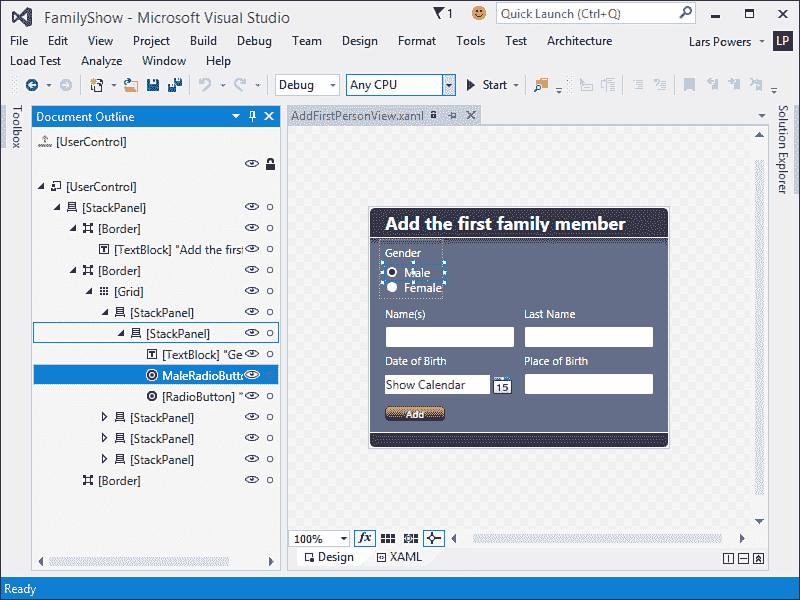 FamilyShow - Microsoft Visual Studio
1
Quick Launch (Ctrl+Q)
File Edit View Project Build Debug Team Design Format Tools Test Architecture
Lars Powers LP
Load Test Analyze Window Help
Debug Any CPU Start
Toolbox
Document Outline
AddFirstPersonView.xaml
Solution Explorer
[UserControl]
[UserControl]
[StackPanel]
[Border]
[TextBlock] "Add the firs
[Border]
[Grid]
[StackPanel]
[StackPanel]
[TextBlock] "Ge
MaleRadioButt
[RadioButton] "
[StackPanel]
[StackPanel]
[StackPanel]
[Border]
Add the first family member
Gender
Male
Female
Name(s) Last Name
Date of Birth Place of Birth
Show Calendar 15
Add
100% fx
Design XAML
Ready